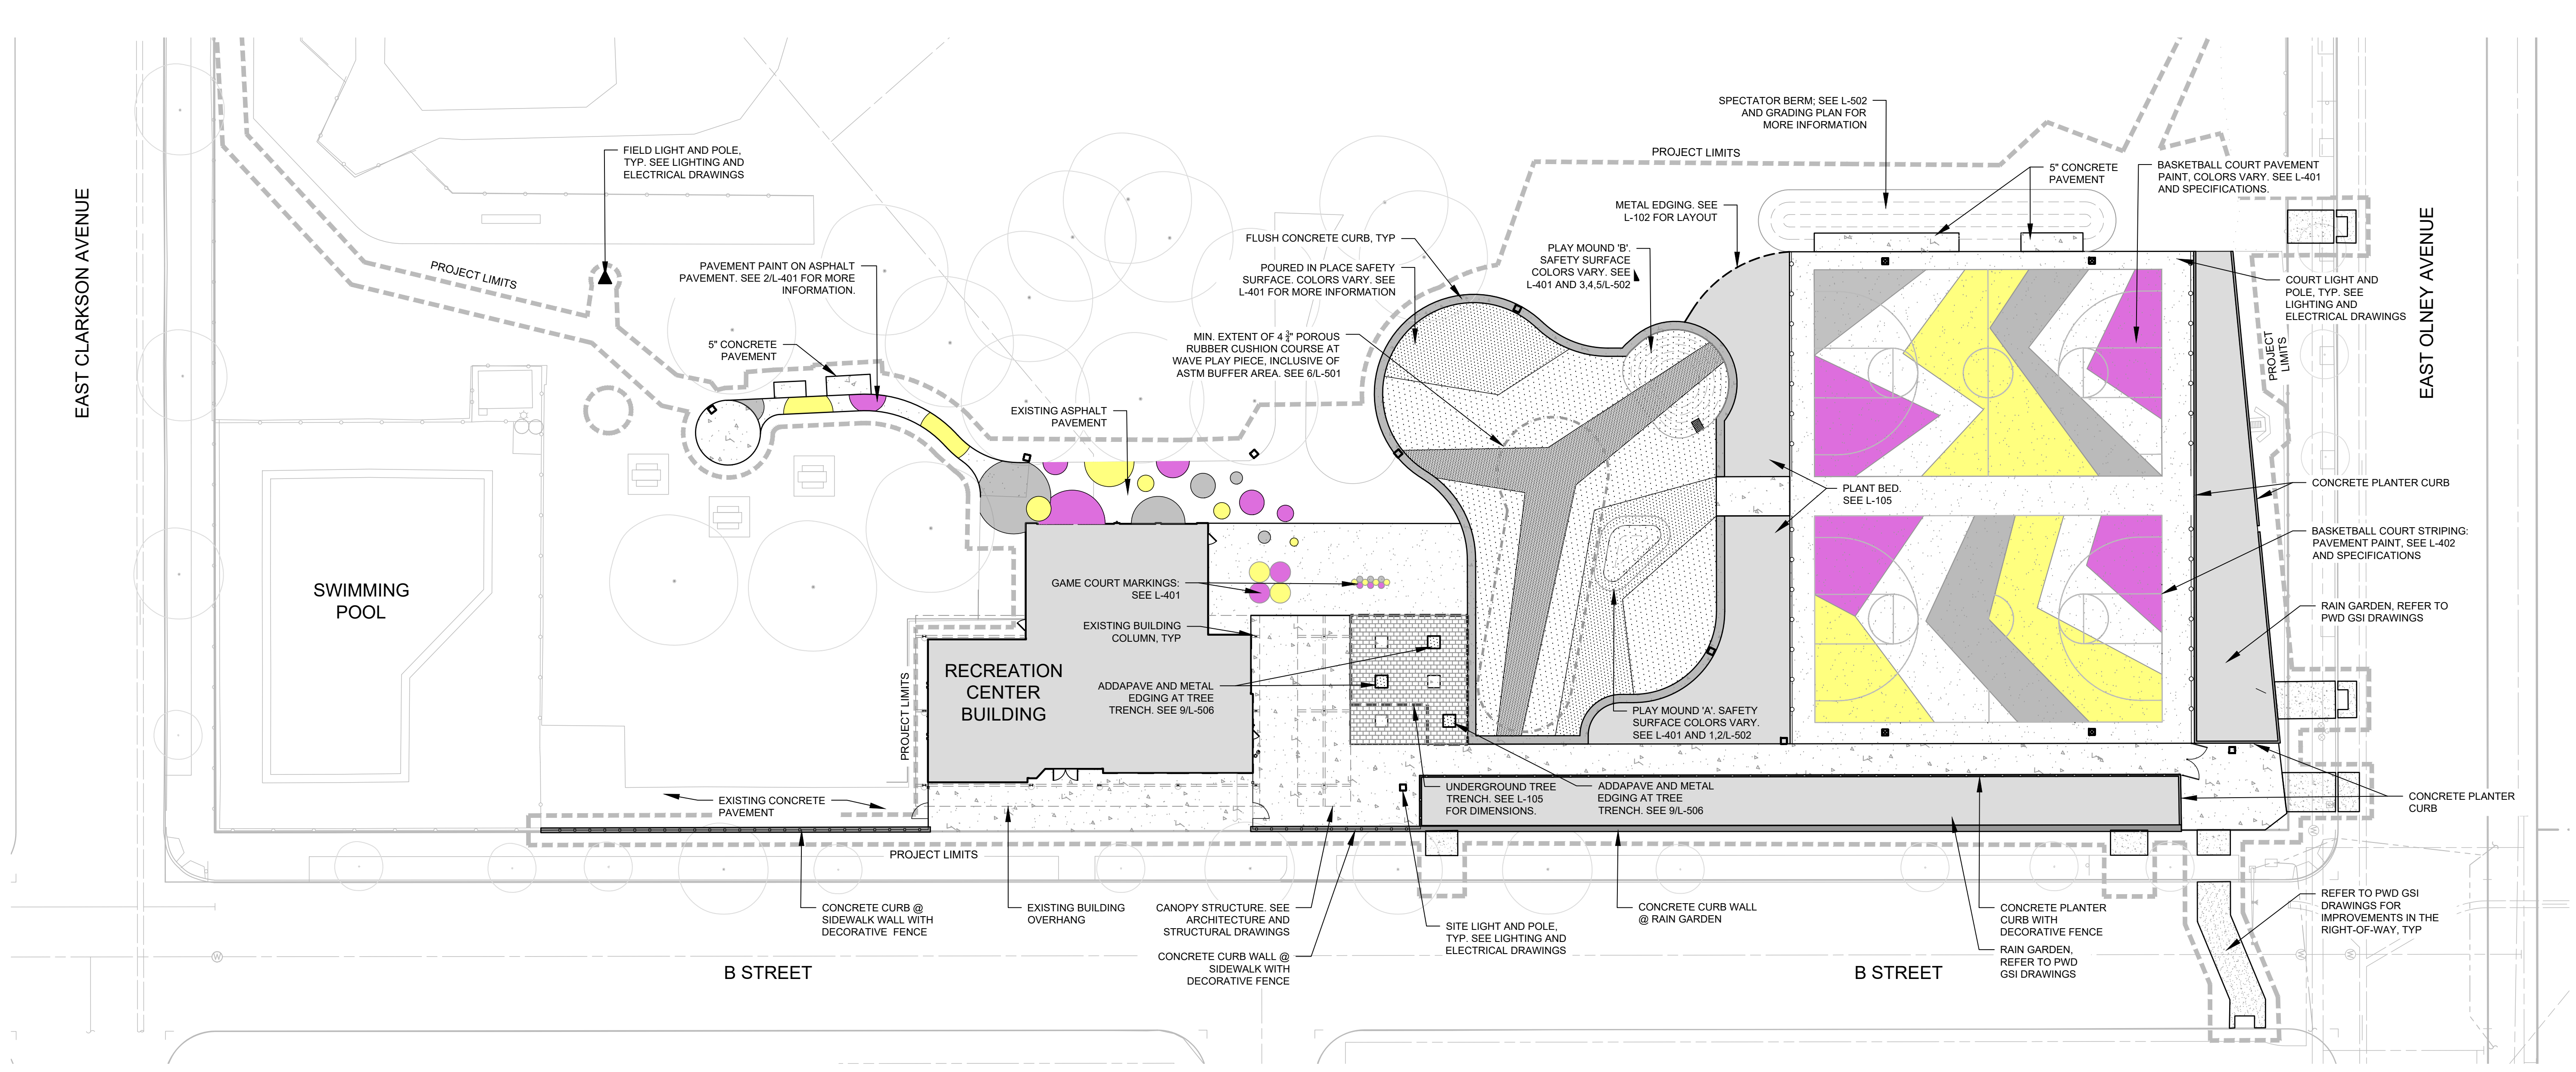 SPECTATOR BERM; SEE L-502
AND GRADING PLAN FOR
MORE INFORMATION
PROJECT LIMITS
FIELD LIGHT AND POLE,
TYP. SEE LIGHTING AND
ELECTRICAL DRAWINGS
5" CONCRETE
PAVEMENT
BASKETBALL COURT PAVEMENT
PAINT, COLORS VARY. SEE L-401
AND SPECIFICATIONS.
EAST CLARKSON AVENUE
METAL EDGING. SEE
L-102 FOR LAYOUT
EAST OLNEY AVENUE
FLUSH CONCRETE CURB, TYP
PLAY MOUND 'B'.
SAFETY SURFACE
COLORS VARY. SEE
L-401 AND 3,4,5/L-502
PROJECT LIMITS
PAVEMENT PAINT ON ASPHALT
PAVEMENT. SEE 2/L-401 FOR MORE
INFORMATION.
POURED IN PLACE SAFETY
SURFACE. COLORS VARY. SEE
L-401 FOR MORE INFORMATION
COURT LIGHT AND
POLE, TYP. SEE
LIGHTING AND
ELECTRICAL DRAWINGS
5" CONCRETE
PAVEMENT
MIN. EXTENT OF 4 3/4" POROUS
RUBBER CUSHION COURSE AT
WAVE PLAY PIECE, INCLUSIVE OF
ASTM BUFFER AREA. SEE 6/L-501
PROJECT
LIMITS
EXISTING ASPHALT
PAVEMENT
PLANT BED.
SEE L-105
CONCRETE PLANTER CURB
BASKETBALL COURT STRIPING:
PAVEMENT PAINT, SEE L-402
AND SPECIFICATIONS
SWIMMING
POOL
GAME COURT MARKINGS:
SEE L-401
RAIN GARDEN, REFER TO
PWD GSI DRAWINGS
EXISTING BUILDING
COLUMN, TYP
RECREATION
CENTER
BUILDING
ADDAPAVE AND METAL
EDGING AT TREE
TRENCH. SEE 9/L-506
PROJECT LIMITS
PLAY MOUND 'A'. SAFETY
SURFACE COLORS VARY.
SEE L-401 AND 1,2/L-502
EXISTING CONCRETE
PAVEMENT
UNDERGROUND TREE
TRENCH. SEE L-105
FOR DIMENSIONS.
ADDAPAVE AND METAL
EDGING AT TREE
TRENCH. SEE 9/L-506
CONCRETE PLANTER
CURB
PROJECT LIMITS
CONCRETE CURB @
SIDEWALK WALL WITH
DECORATIVE FENCE
EXISTING BUILDING
OVERHANG
CANOPY STRUCTURE. SEE
ARCHITECTURE AND
STRUCTURAL DRAWINGS
CONCRETE CURB WALL @
SIDEWALK WITH
DECORATIVE FENCE
SITE LIGHT AND POLE,
TYP. SEE LIGHTING AND
ELECTRICAL DRAWINGS
CONCRETE CURB WALL
@ RAIN GARDEN
CONCRETE PLANTER
CURB WITH
DECORATIVE FENCE
RAIN GARDEN,
REFER TO PWD
GSI DRAWINGS
REFER TO PWD GSI
DRAWINGS FOR
IMPROVEMENTS IN THE
RIGHT-OF-WAY, TYP
B STREET
B STREET